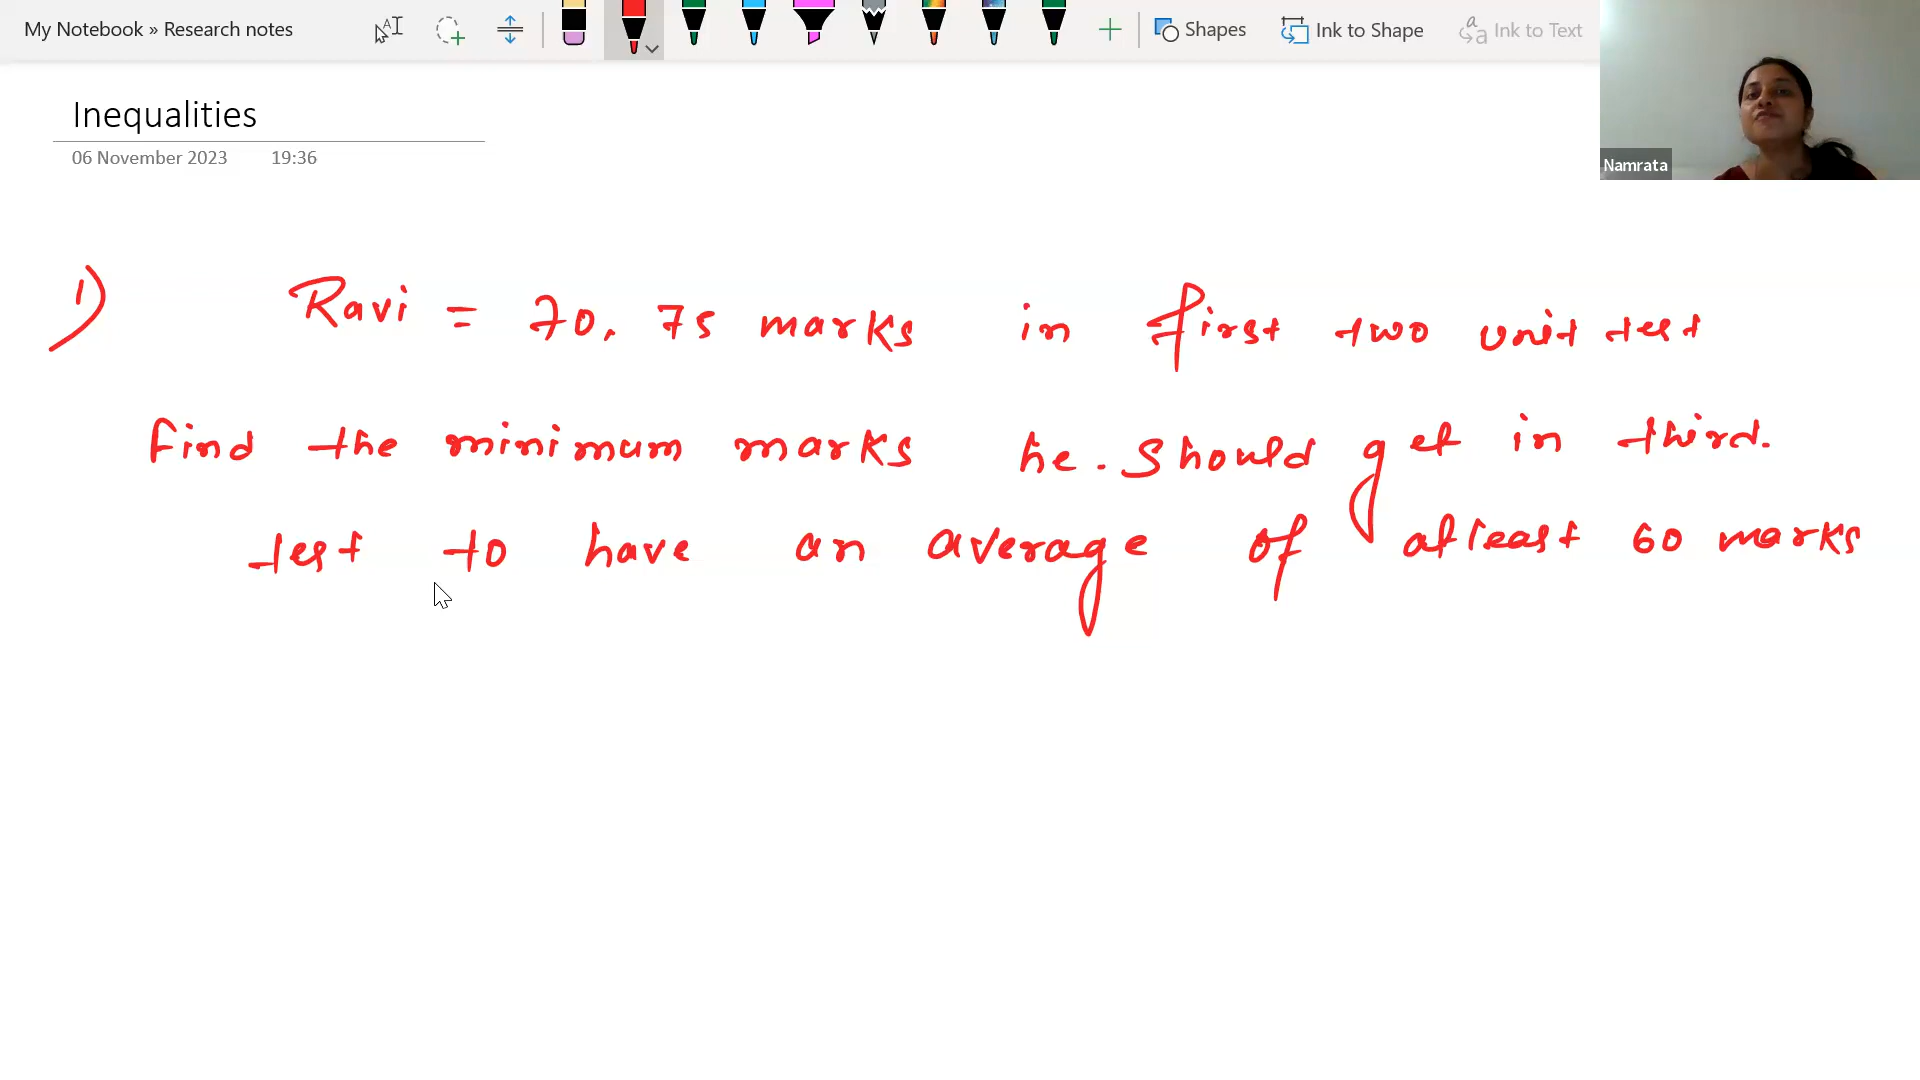 My Notebook » Research notes
Shapes
Ink to Shape
Ink to Text
Namrata
Inequalities
06 November 2023 19:36
1) Ravi = 70, 75 marks in first two unit test
Find the minimum marks he. should get in third.
test to have an average of atleast 60 marks